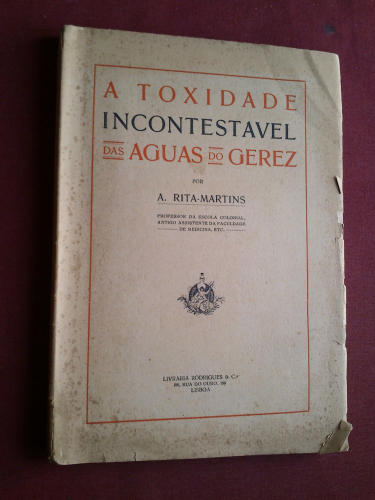 A TOXIDADE
INCONTESTAVEL
DAS AGUAS DO GEREZ
POR
A. RITA-MARTINS
PROFESSOR DA ESCOLA COLONIAL,
ANTIGO ASSISTENTE DA FACULDADE
DE MEDICINA, ETC.
LIVRARIA RODRIGUES & C.ª
RUA DO OURO,
LISBOA